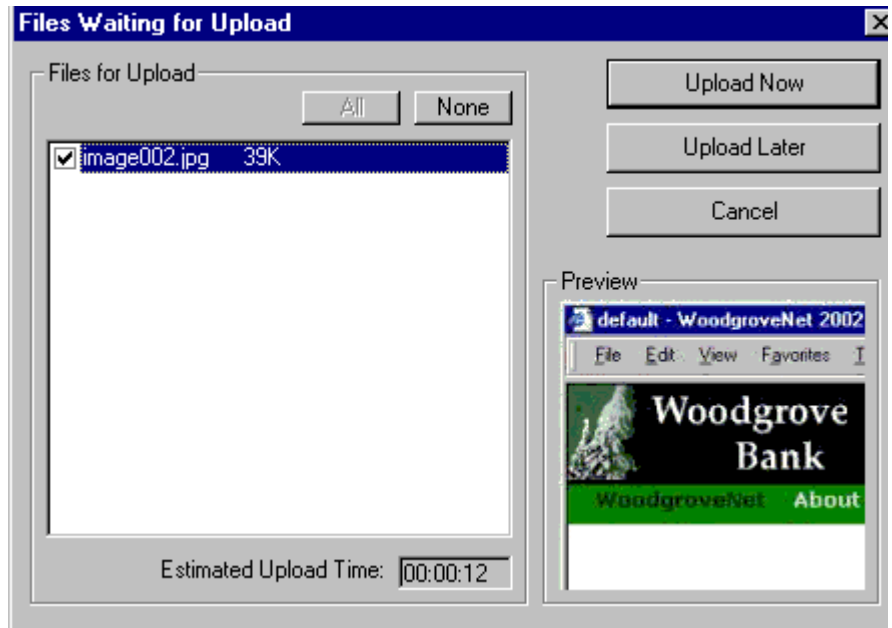 Files Waiting for Upload
Files for Upload
All
None
image002.jpg 39K
Estimated Upload Time: 00:00:12
Upload Now
Upload Later
Cancel
Preview
default - WoodgroveNet 2002
File Edit View Favorites T
Woodgrove
Bank
WoodgroveNet About